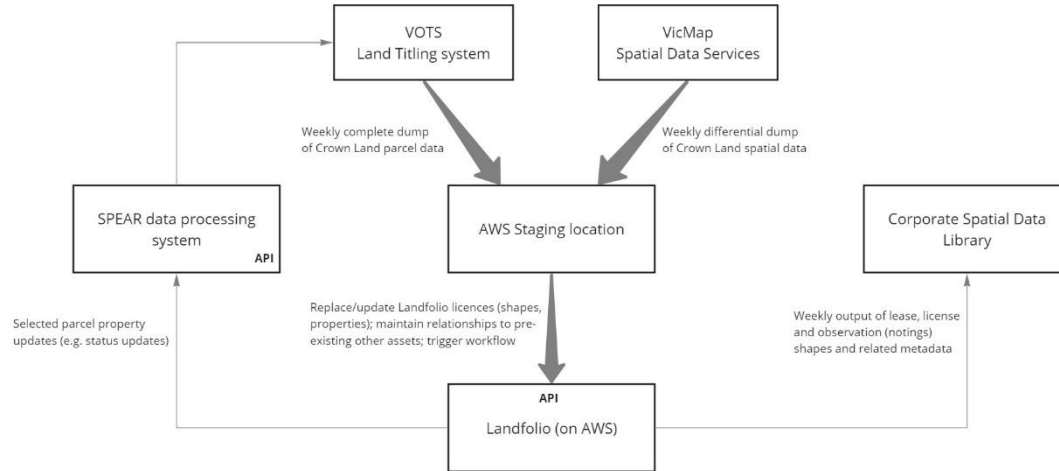 VOTS
Land Titling system
VicMap
Spatial Data Services
Weekly complete dump
of Crown Land parcel data
Weekly differential dump
of Crown Land spatial data
SPEAR data processing
system
API
AWS Staging location
Corporate Spatial Data
Library
Selected parcel property
updates (e.g. status updates)
Replace/update Landfolio licences (shapes,
properties); maintain relationships to pre-
existing other assets; trigger workflow
Weekly output of lease, license
and observation (notings)
shapes and related metadata
API
Landfolio (on AWS)